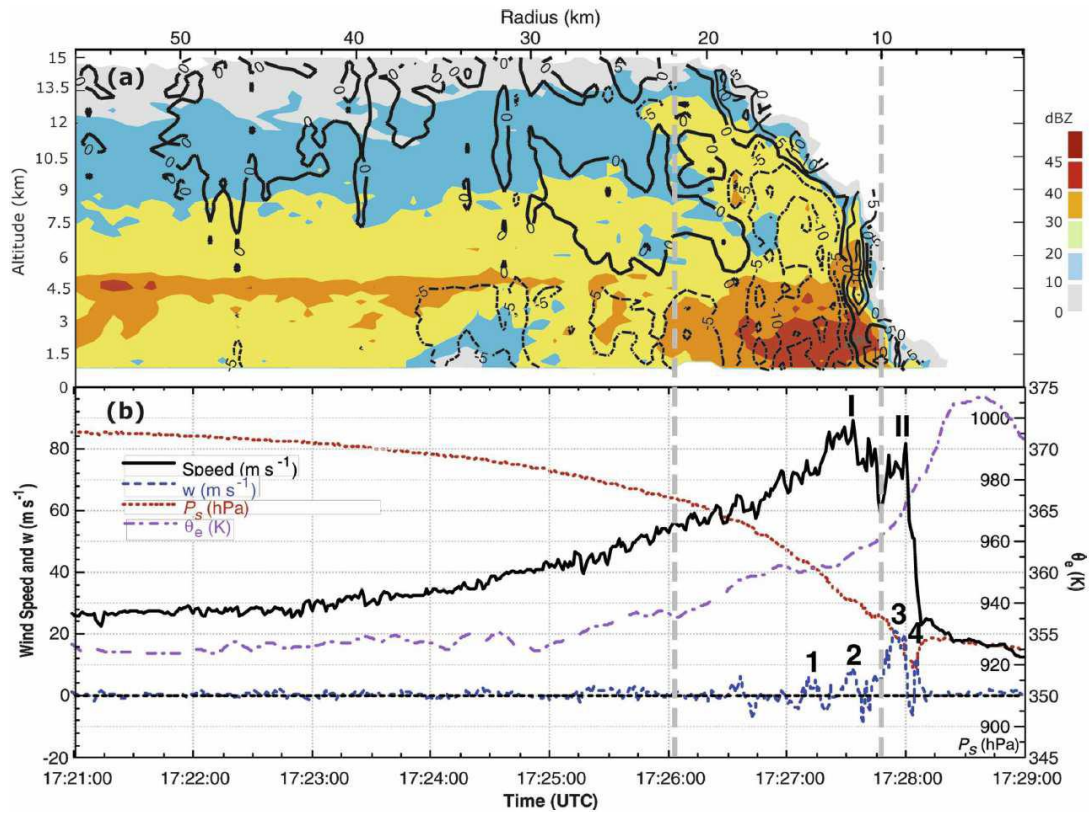 Radius (km)
50 40 30 20 10
(a)
Altitude (km)
15
13.5
12
10.5
9
7.5
6
4.5
3
1.5
0
dBZ
45
40
30
20
10
0
(b)
Speed (m s⁻¹)
w (m s⁻¹)
Pₛ (hPa)
θₑ (K)
I
II
1
2
3
4
Wind Speed and w (m s⁻¹)
80
60
40
20
0
-20
1000
980
960
940
920
900
Pₛ (hPa)
375
370
365
360
355
350
345
θₑ (K)
17:21:00 17:22:00 17:23:00 17:24:00 17:25:00 17:26:00 17:27:00 17:28:00 17:29:00
Time (UTC)